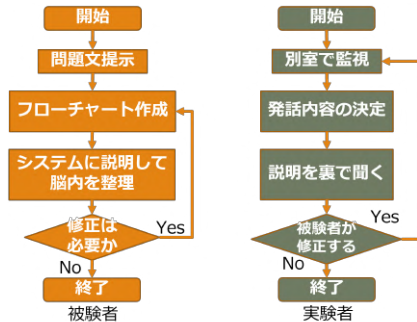 開始
問題文提示
フローチャート作成
システムに説明して
脳内を整理
修正は
必要か
Yes
No
終了
被験者
開始
別室で監視
発話内容の決定
説明を裏で聞く
被験者が
修正する
Yes
No
終了
実験者